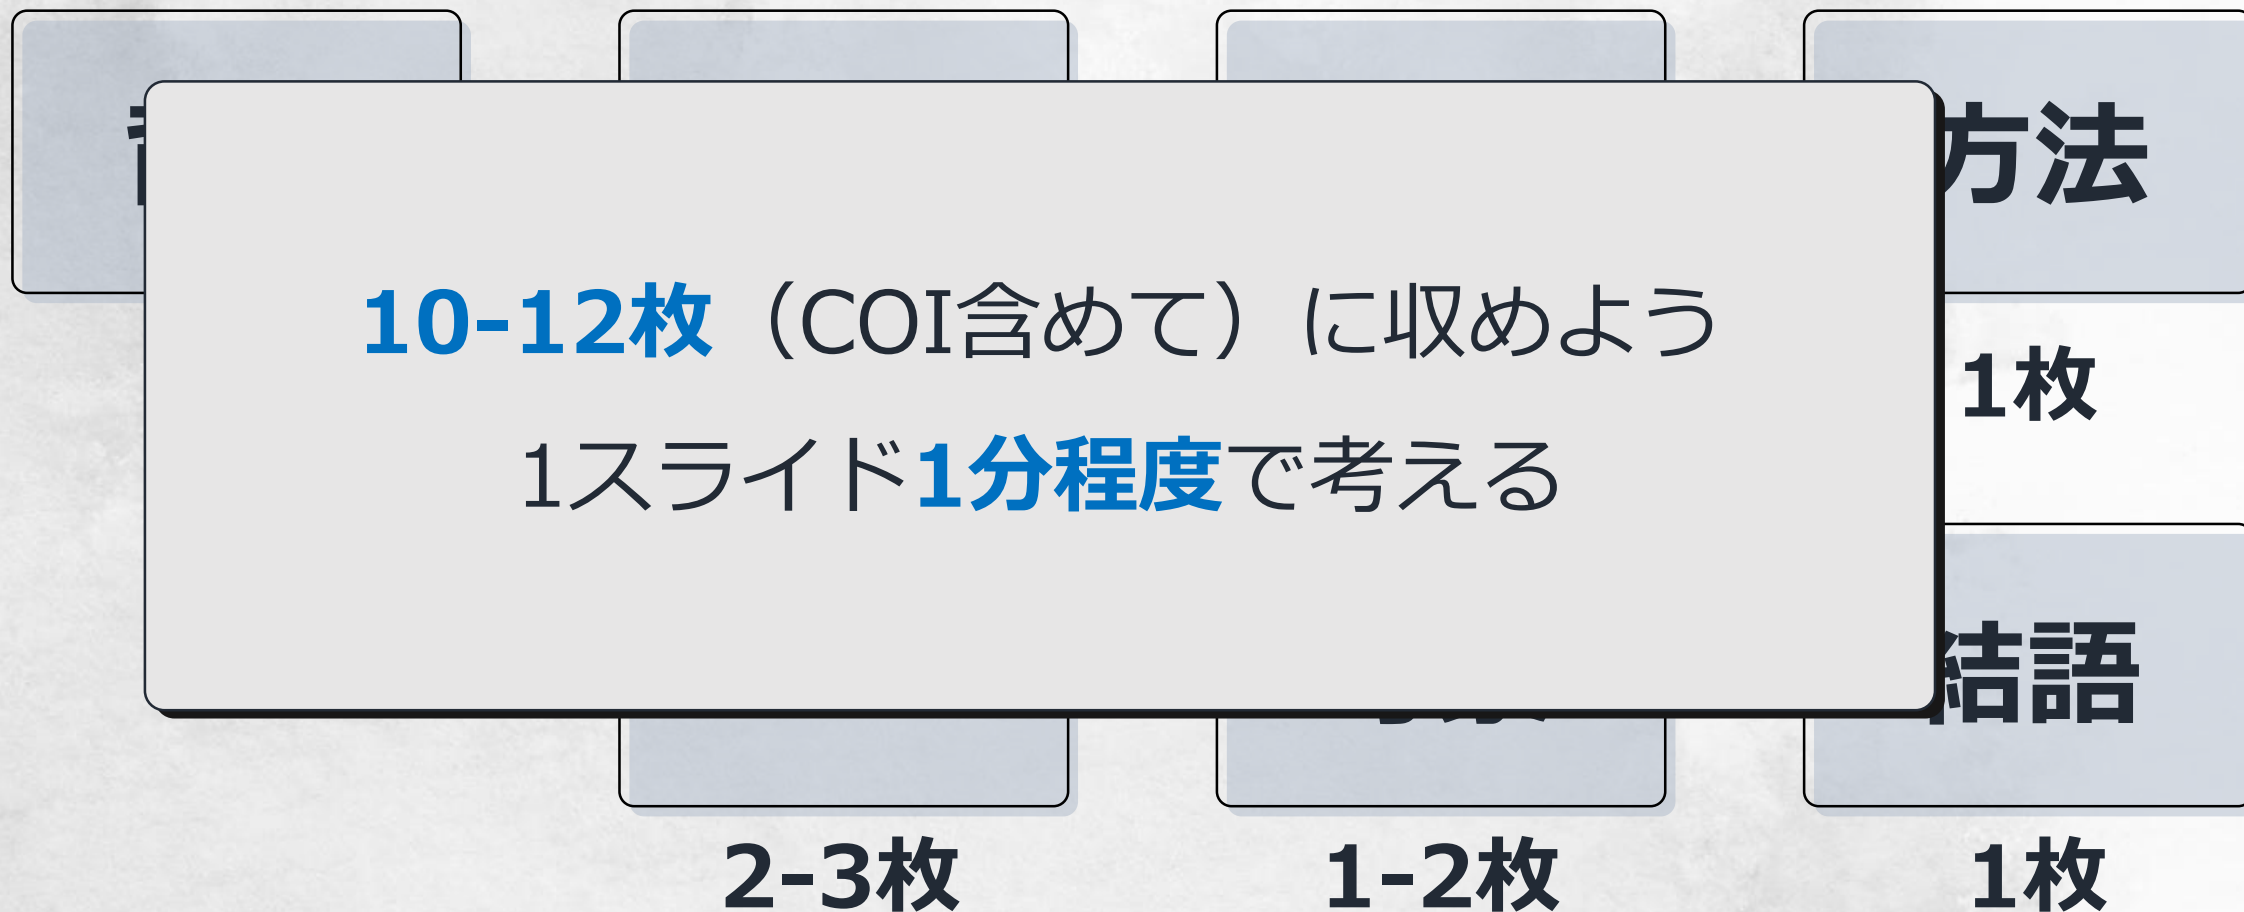 方法
10-12枚（COI含めて）に収めよう
1枚
1スライド1分程度で考える
結語
2-3枚
1-2枚
1枚